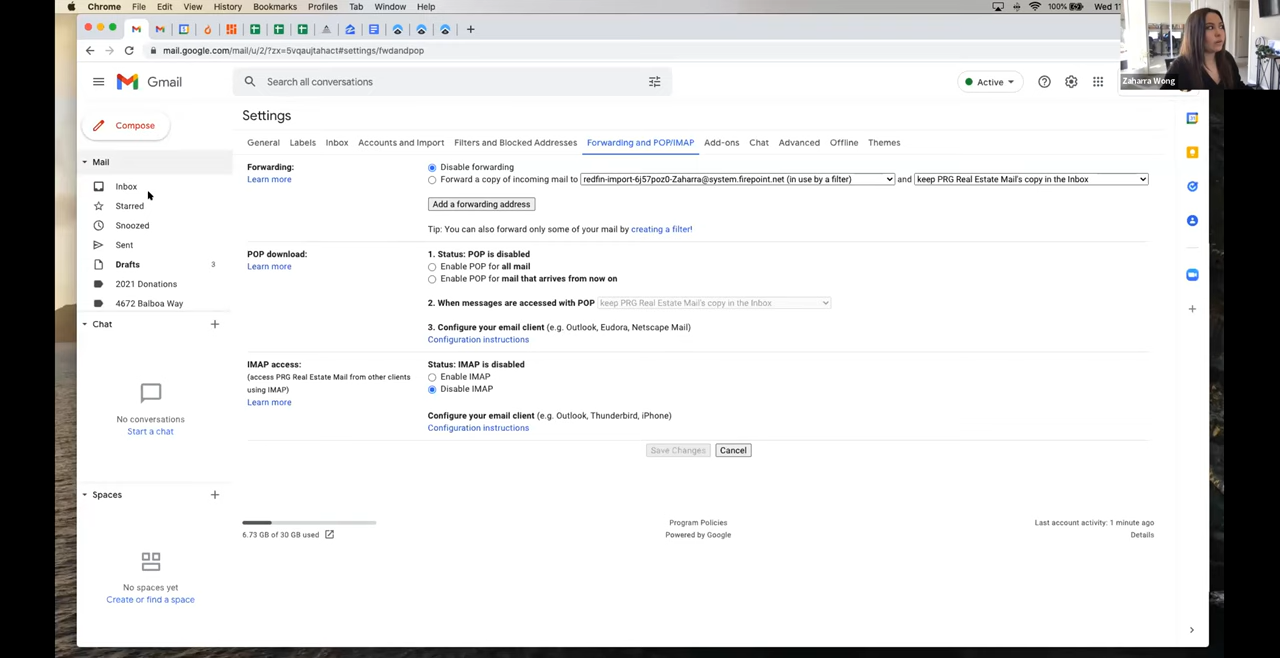 Chrome File Edit View History Bookmarks Profiles Tab Window Help
100% Wed 1
mail.google.com/mail/u/2/?zx=5vqaujtahact#settings/fwdandpop
Gmail
Search all conversations
Active
Zaharra Wong
Compose
Mail
Inbox
Starred
Snoozed
Sent
Drafts 3
2021 Donations
4672 Balboa Way
Chat
No conversations
Start a chat
Spaces
No spaces yet
Create or find a space
Settings
General Labels Inbox Accounts and Import Filters and Blocked Addresses Forwarding and POP/IMAP Add-ons Chat Advanced Offline Themes
Forwarding:
Learn more
Disable forwarding
Forward a copy of incoming mail to redfin-import-6j57poz0-Zaharra@system.firepoint.net (in use by a filter) and keep PRG Real Estate Mail's copy in the Inbox
Add a forwarding address
Tip: You can also forward only some of your mail by creating a filter!
POP download:
Learn more
1. Status: POP is disabled
Enable POP for all mail
Enable POP for mail that arrives from now on
2. When messages are accessed with POP keep PRG Real Estate Mail's copy in the Inbox
3. Configure your email client (e.g. Outlook, Eudora, Netscape Mail)
Configuration instructions
IMAP access:
(access PRG Real Estate Mail from other clients
using IMAP)
Learn more
Status: IMAP is disabled
Enable IMAP
Disable IMAP
Configure your email client (e.g. Outlook, Thunderbird, iPhone)
Configuration instructions
Save Changes Cancel
6.73 GB of 30 GB used
Program Policies
Powered by Google
Last account activity: 1 minute ago
Details